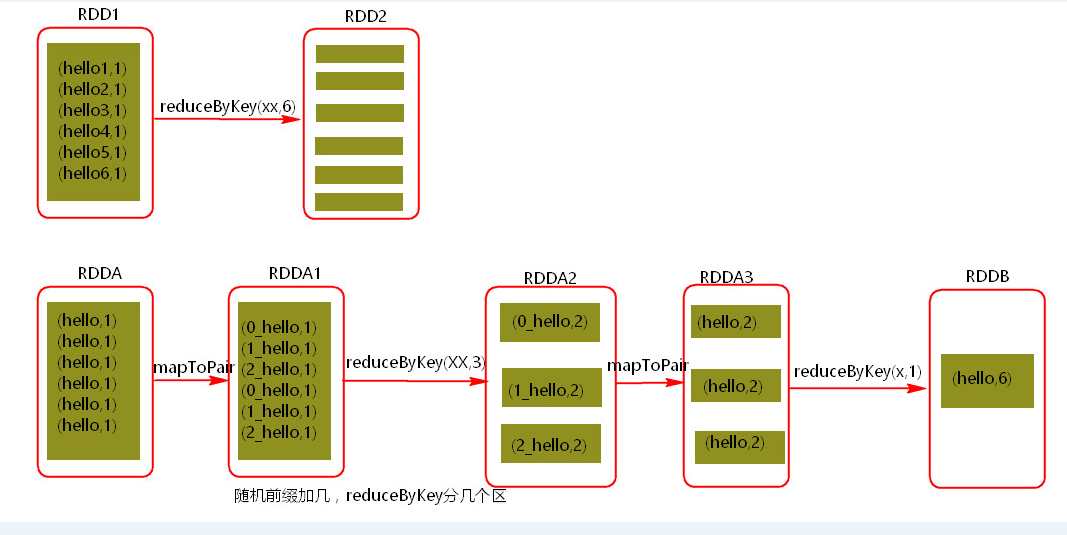 RDD1
RDD2
(hello1,1)
(hello2,1)
(hello3,1)
(hello4,1)
(hello5,1)
(hello6,1)
reduceByKey(xx,6)
RDDA
RDDA1
RDDA2
RDDA3
RDDB
(hello,1)
(hello,1)
(hello,1)
(hello,1)
(hello,1)
(hello,1)
mapToPair
(0_hello,1)
(1_hello,1)
(2_hello,1)
(0_hello,1)
(1_hello,1)
(2_hello,1)
reduceByKey(XX,3)
(0_hello,2)
(1_hello,2)
(2_hello,2)
mapToPair
(hello,2)
(hello,2)
(hello,2)
reduceByKey(x,1)
(hello,6)
随机前缀加几，reduceByKey分几个区